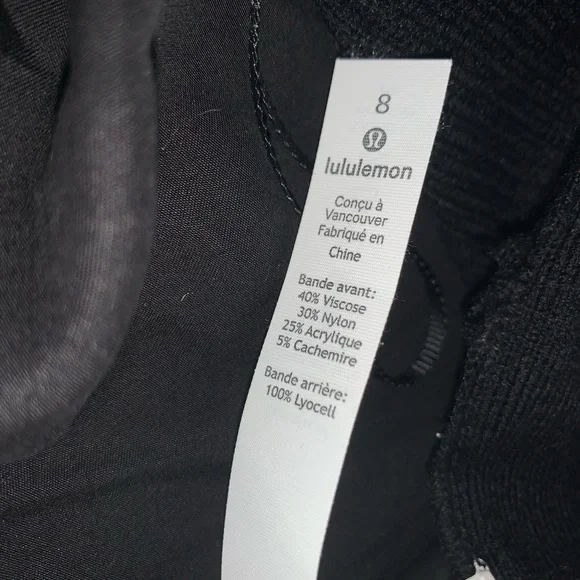 8
lululemon
Conçu à
Vancouver
Fabriqué en
Chine
Bande avant:
40% Viscose
30% Nylon
25% Acrylique
5% Cachemire
Bande arrière:
100% Lyocell